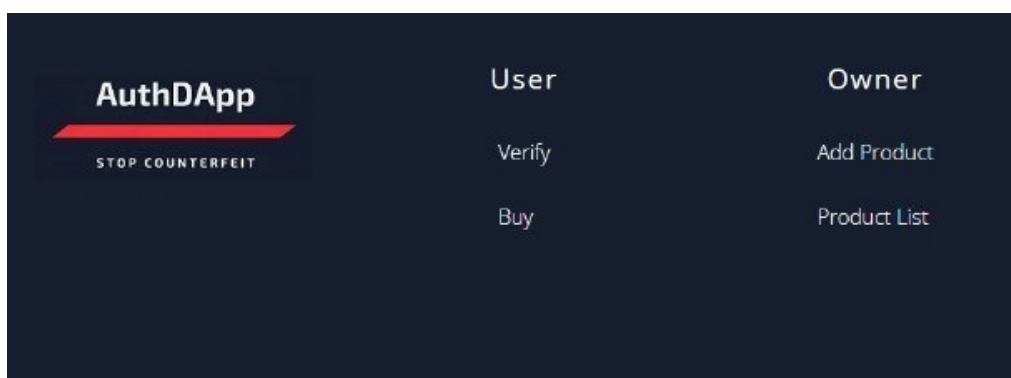 AuthDApp
STOP COUNTERFEIT
User
Verify
Buy
Owner
Add Product
Product List